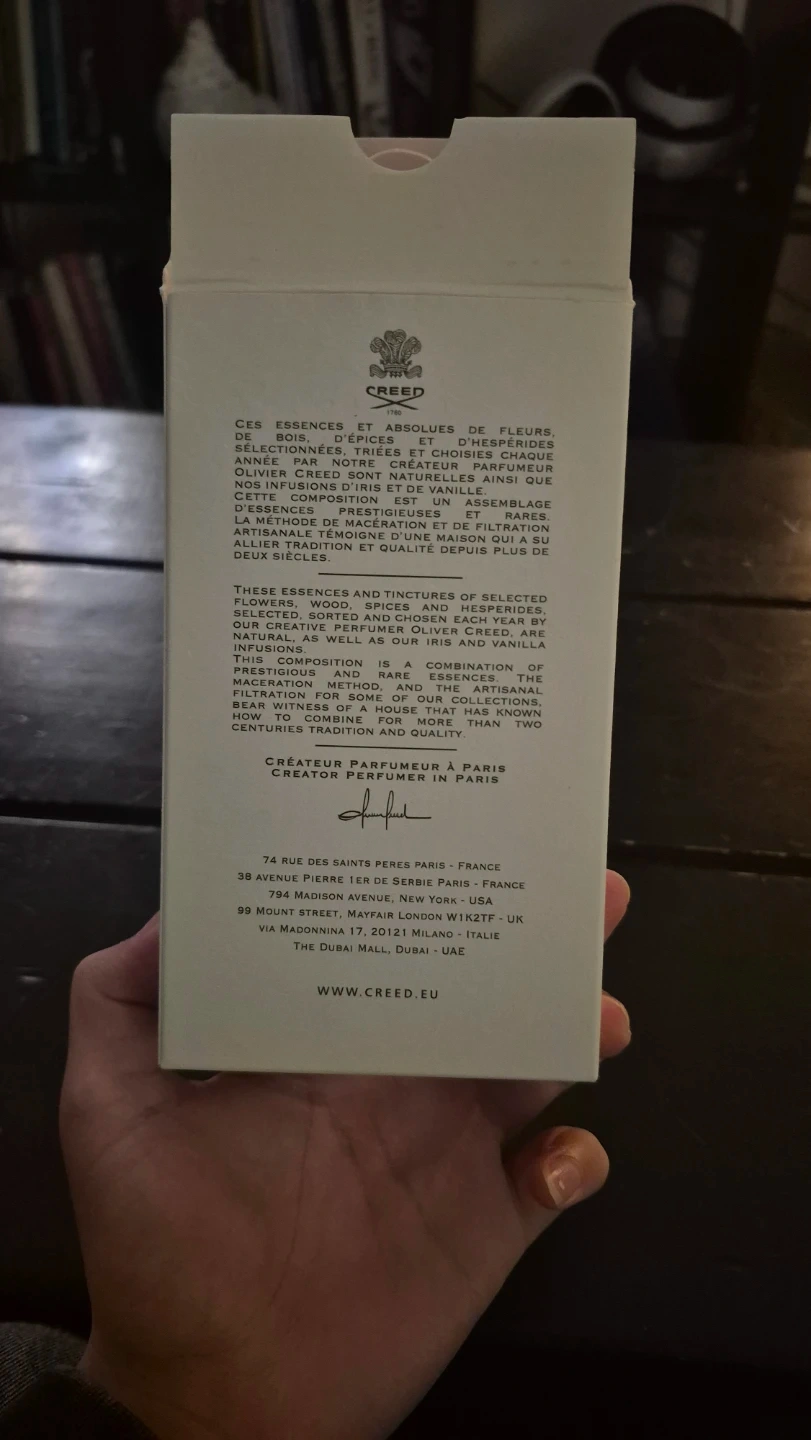 CREED
1760
CES ESSENCES ET ABSOLUES DE FLEURS,
DE BOIS, D'ÉPICES ET D'HESPÉRIDES
SÉLECTIONNÉES, TRIÉES ET CHOISIES CHAQUE
ANNÉE PAR NOTRE CRÉATEUR PARFUMEUR
OLIVIER CREED SONT NATURELLES AINSI QUE
NOS INFUSIONS D'IRIS ET DE VANILLE.
CETTE COMPOSITION EST UN ASSEMBLAGE
D'ESSENCES PRESTIGIEUSES ET RARES.
LA MÉTHODE DE MACÉRATION ET DE FILTRATION
ARTISANALE TÉMOIGNE D'UNE MAISON QUI A SU
ALLIER TRADITION ET QUALITÉ DEPUIS PLUS DE
DEUX SIÈCLES.
THESE ESSENCES AND TINCTURES OF SELECTED
FLOWERS, WOOD, SPICES AND HESPERIDES,
SELECTED, SORTED AND CHOSEN EACH YEAR BY
OUR CREATIVE PERFUMER OLIVER CREED, ARE
NATURAL, AS WELL AS OUR IRIS AND VANILLA
INFUSIONS.
THIS COMPOSITION IS A COMBINATION OF
PRESTIGIOUS AND RARE ESSENCES. THE
MACERATION METHOD, AND THE ARTISANAL
FILTRATION FOR SOME OF OUR COLLECTIONS,
BEAR WITNESS OF A HOUSE THAT HAS KNOWN
HOW TO COMBINE FOR MORE THAN TWO
CENTURIES TRADITION AND QUALITY.
CRÉATEUR PARFUMEUR À PARIS
CREATOR PERFUMER IN PARIS
74 RUE DES SAINTS PERES PARIS - FRANCE
38 AVENUE PIERRE 1ER DE SERBIE PARIS - FRANCE
794 MADISON AVENUE, NEW YORK - USA
99 MOUNT STREET, MAYFAIR LONDON W1K2TF - UK
VIA MADONNINA 17, 20121 MILANO - ITALIE
THE DUBAI MALL, DUBAI - UAE
WWW.CREED.EU